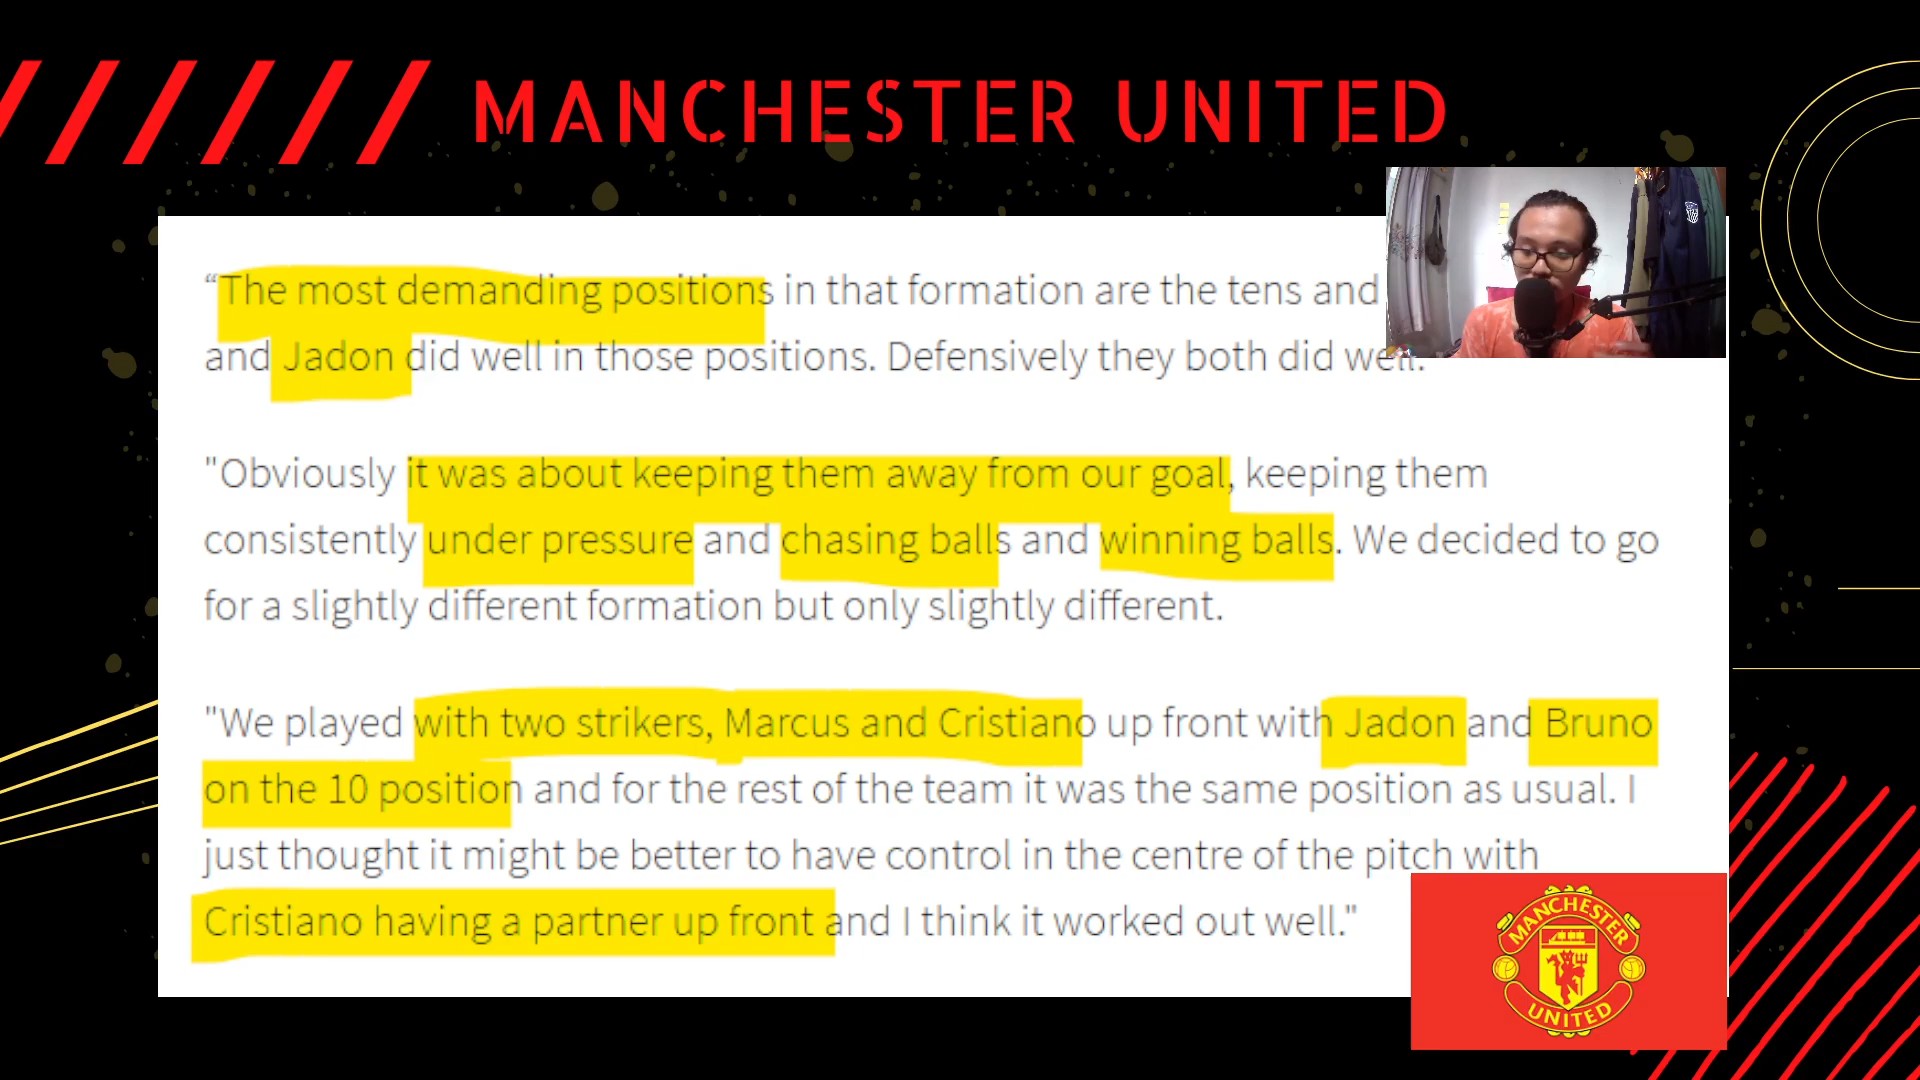 MANCHESTER UNITED
“The most demanding positions in that formation are the tens and
and Jadon did well in those positions. Defensively they both did well.
"Obviously it was about keeping them away from our goal, keeping them
consistently under pressure and chasing balls and winning balls. We decided to go
for a slightly different formation but only slightly different.
"We played with two strikers, Marcus and Cristiano up front with Jadon and Bruno
on the 10 position and for the rest of the team it was the same position as usual. I
just thought it might be better to have control in the centre of the pitch with
Cristiano having a partner up front and I think it worked out well."
MANCHESTER
UNITED